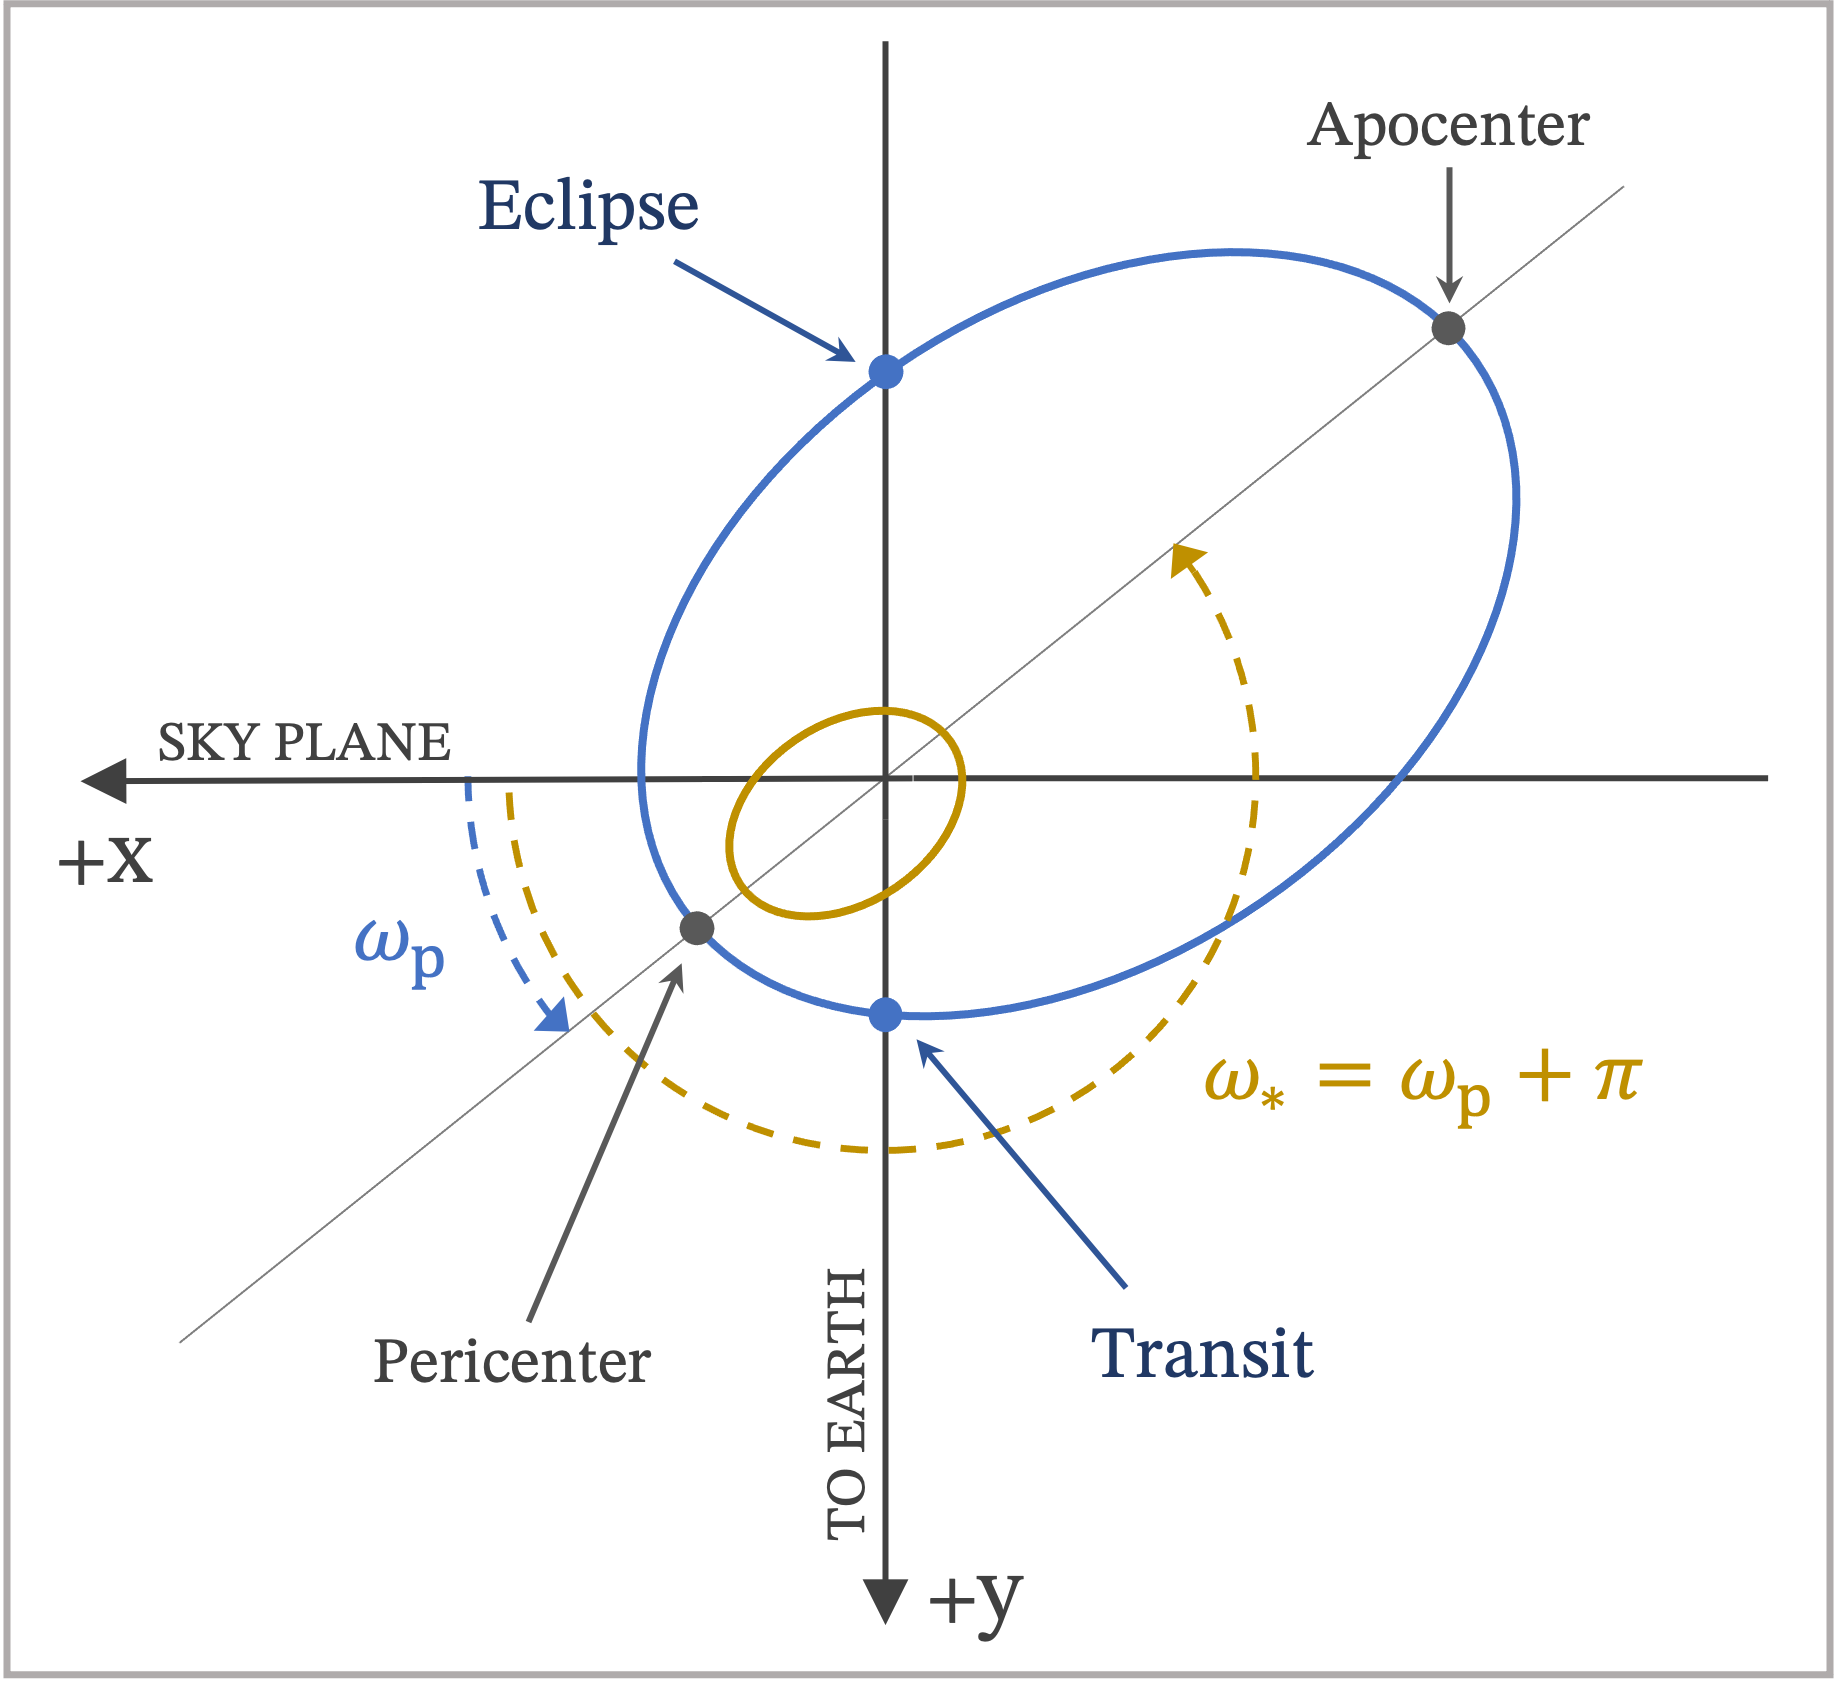 Apocenter
Eclipse
SKY PLANE
+x
ωp
ω* = ωp + π
Pericenter
Transit
TO EARTH
+y